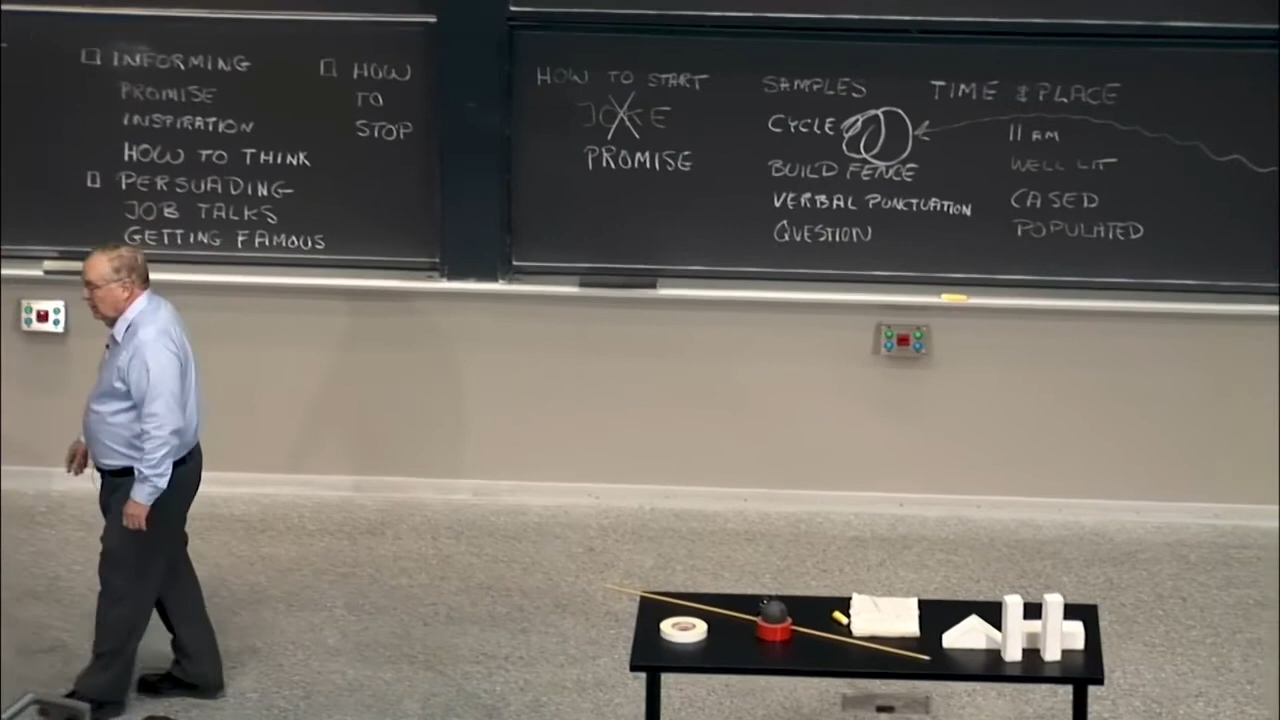 □ INFORMING
PROMISE
INSPIRATION
HOW TO THINK
□ PERSUADING
JOB TALKS
GETTING FAMOUS
□ HOW
TO
STOP
HOW TO START
JOKE
PROMISE
SAMPLES
CYCLE
BUILD FENCE
VERBAL PUNCTUATION
QUESTION
TIME & PLACE
11 AM
WELL LIT
CASED
POPULATED